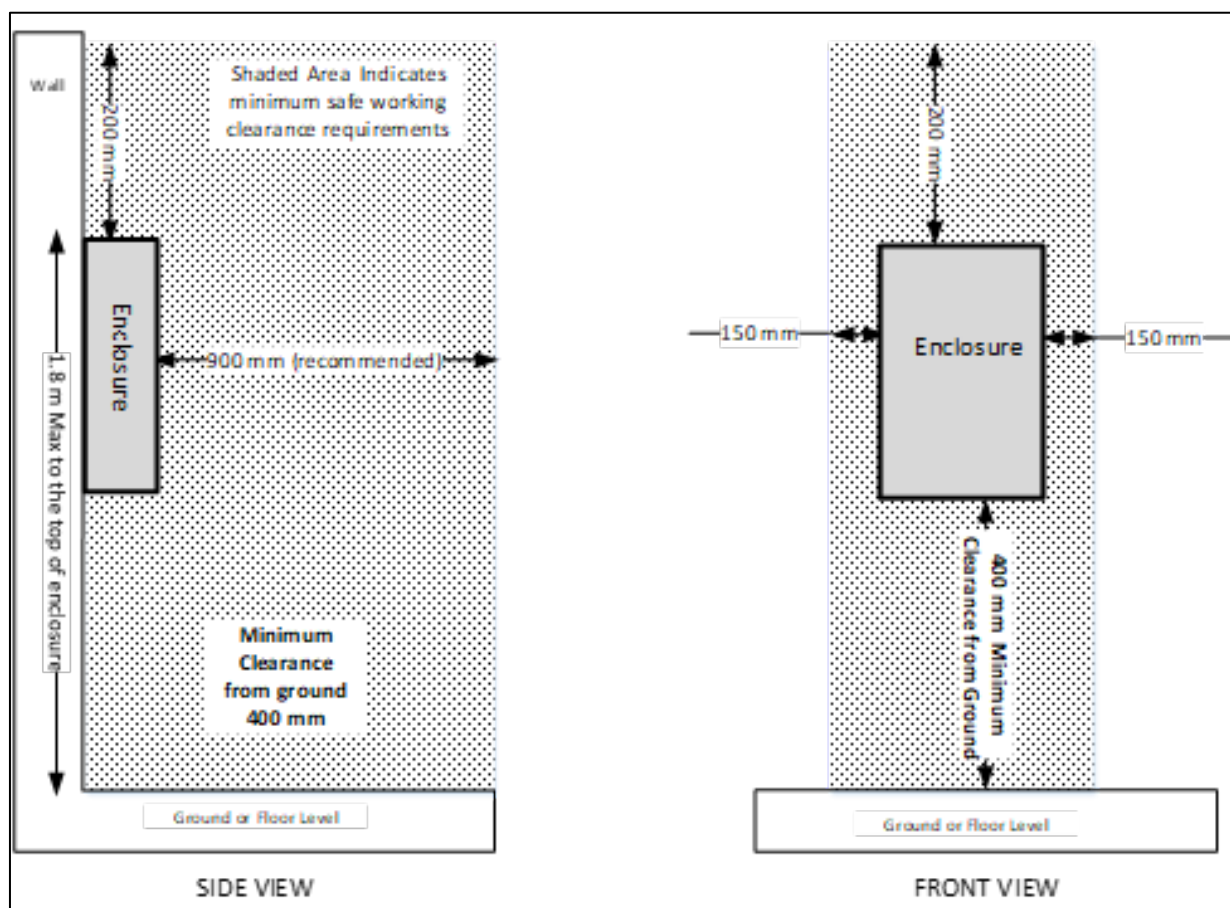 Wall
200 mm
Shaded Area Indicates
minimum safe working
clearance requirements
Enclosure
900 mm (recommended)
1.8 m Max to the top of enclosure
Minimum
Clearance
from ground
400 mm
Ground or Floor Level
SIDE VIEW
200 mm
150 mm
Enclosure
150 mm
400 mm Minimum
Clearance from Ground
Ground or Floor Level
FRONT VIEW